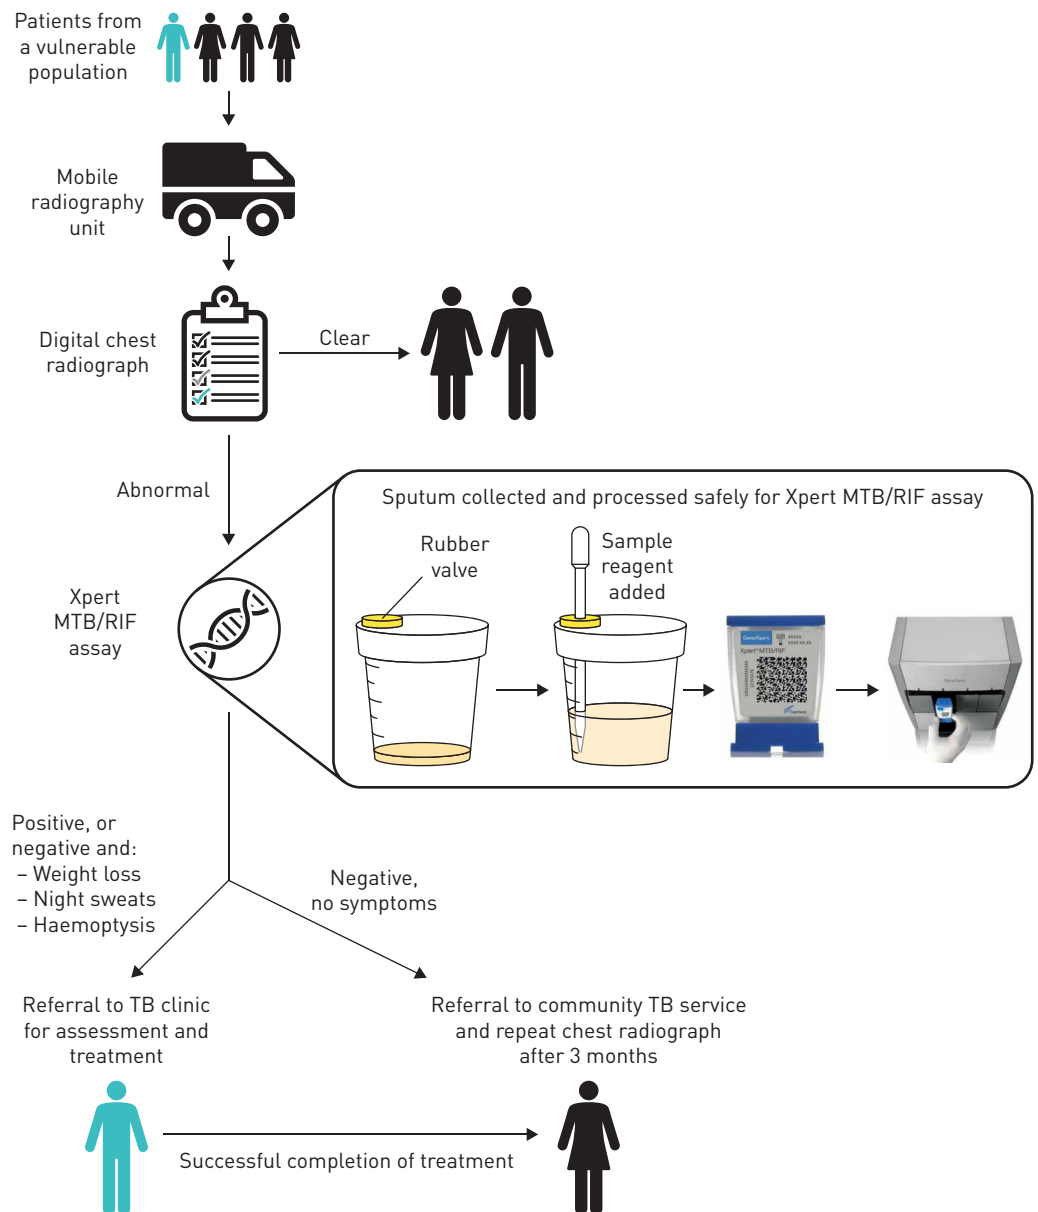 Patients from
a vulnerable
population
Mobile
radiography
unit
Digital chest
radiograph
Clear
Abnormal
Xpert
MTB/RIF
assay
Sputum collected and processed safely for Xpert MTB/RIF assay
Rubber
valve
Sample
reagent
added
GeneXpert
Xpert MTB/RIF
Positive, or
negative and:
– Weight loss
– Night sweats
– Haemoptysis
Negative,
no symptoms
Referral to TB clinic
for assessment and
treatment
Referral to community TB service
and repeat chest radiograph
after 3 months
Successful completion of treatment